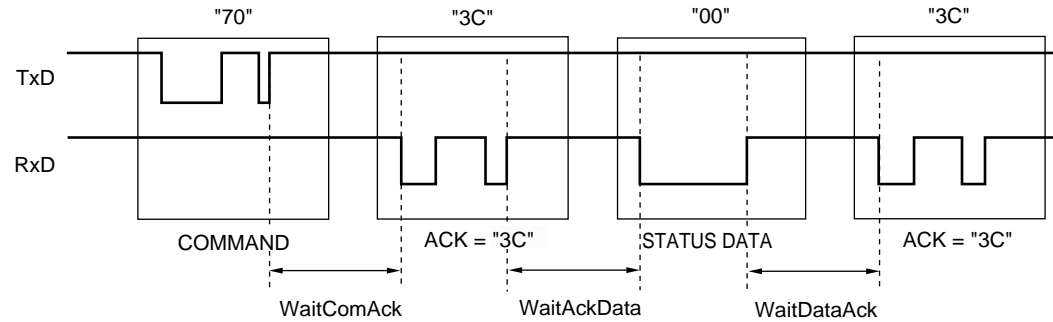 "70" "3C" "00" "3C"
TxD
RxD
COMMAND ACK = "3C" STATUS DATA ACK = "3C"
WaitComAck WaitAckData WaitDataAck